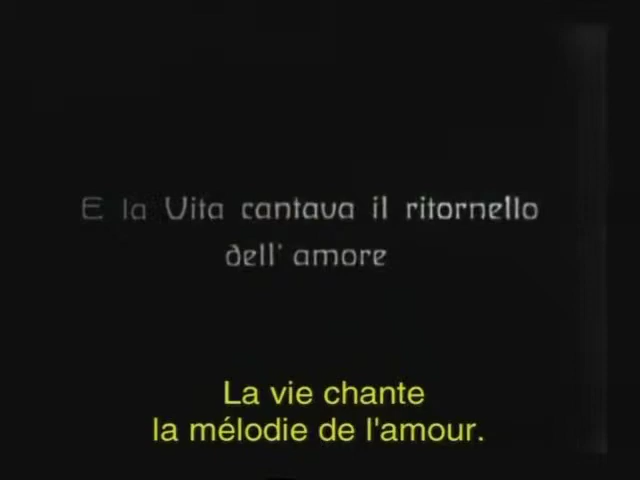 E la Vita cantava il ritornello
dell' amore
La vie chante
la mélodie de l'amour.